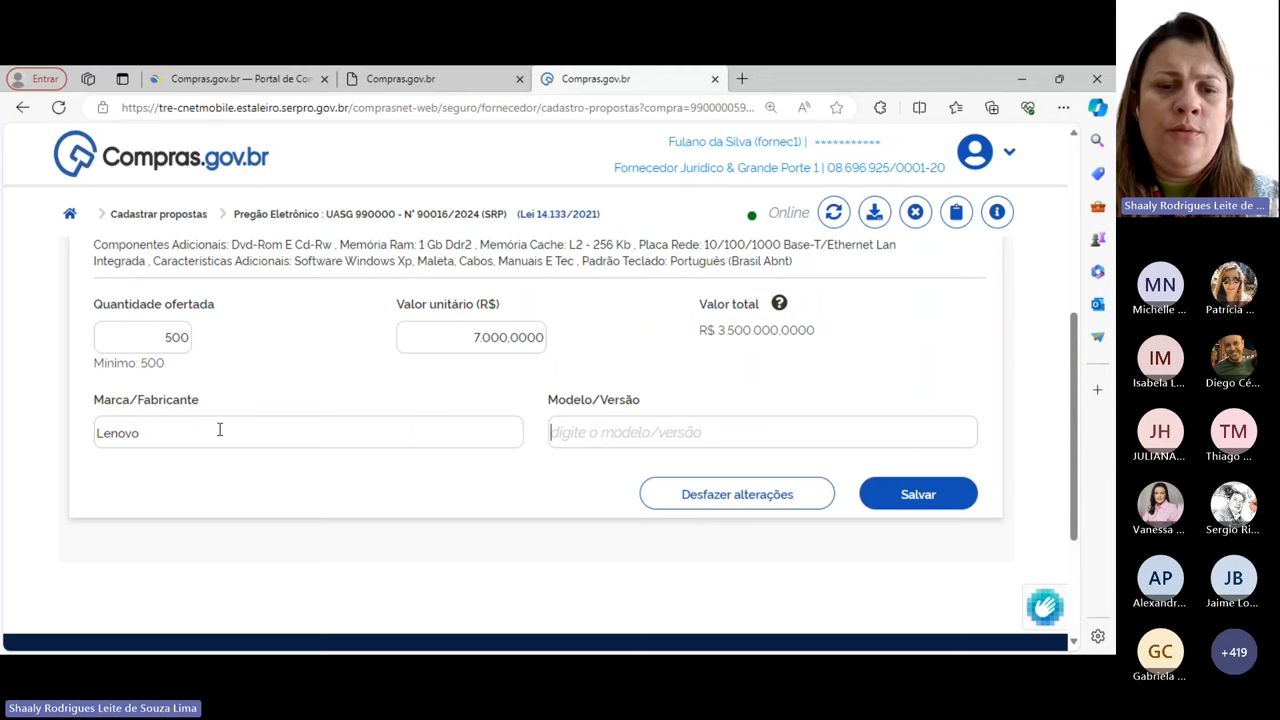 Entrar
Compras.gov.br — Portal de Con
Compras.gov.br
Compras.gov.br
https://tre-cnetmobile.estaleiro.serpro.gov.br/comprasnet-web/seguro/fornecedor/cadastro-propostas?compra=990000059...
Compras.gov.br
Fulano da Silva (fornec1) | ***********
Fornecedor Jurídico & Grande Porte 1 | 08.696.925/0001-20
Cadastrar propostas
Pregão Eletrônico : UASG 990000 - N° 90016/2024 (SRP) (Lei 14.133/2021)
Online
Componentes Adicionais: Dvd-Rom E Cd-Rw , Memória Ram: 1 Gb Ddr2 , Memória Cache: L2 - 256 Kb , Placa Rede: 10/100/1000 Base-T/Ethernet Lan
Integrada , Características Adicionais: Software Windows Xp, Maleta, Cabos, Manuais E Tec , Padrão Teclado: Português (Brasil Abnt)
Quantidade ofertada
Valor unitário (R$)
Valor total
500
7.000,0000
R$ 3.500.000,0000
Mínimo: 500
Marca/Fabricante
Modelo/Versão
Lenovo
digite o modelo/versão
Desfazer alterações
Salvar
Shaaly Rodrigues Leite de ...
MN
Michelle ...
Patrícia ...
IM
Isabela L...
Diego Cé...
JH
JULIANA...
TM
Thiago ...
Vanessa ...
Sergio Ri...
AP
Alexandr...
JB
Jaime Lo...
GC
Gabriela ...
+419
Shaaly Rodrigues Leite de Souza Lima